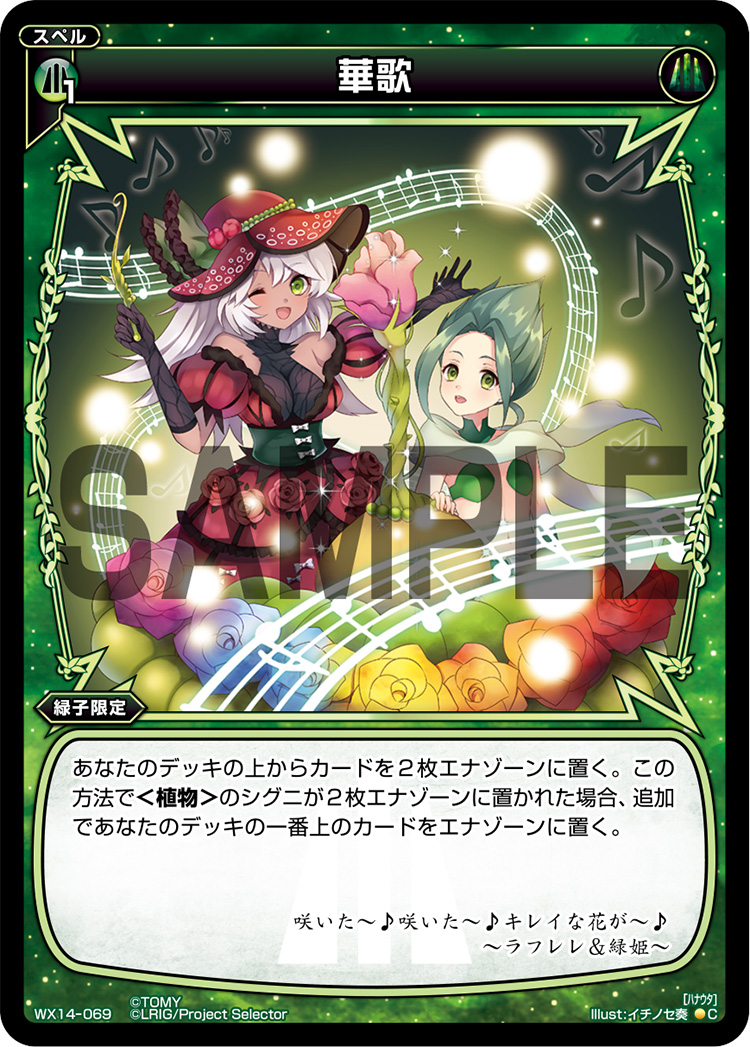 スペル
1
華歌
SAMPLE
緑子限定
あなたのデッキの上からカードを２枚エナゾーンに置く。この
方法で＜植物＞のシグニが２枚エナゾーンに置かれた場合、追加
であなたのデッキの一番上のカードをエナゾーンに置く。
咲いた～♪咲いた～♪キレイな花が～♪
～ラフレレ＆緑姫～
WX14-069
©TOMY
©LRIG/Project Selector
[ハナウタ]
Illust:イチノセ奏 C